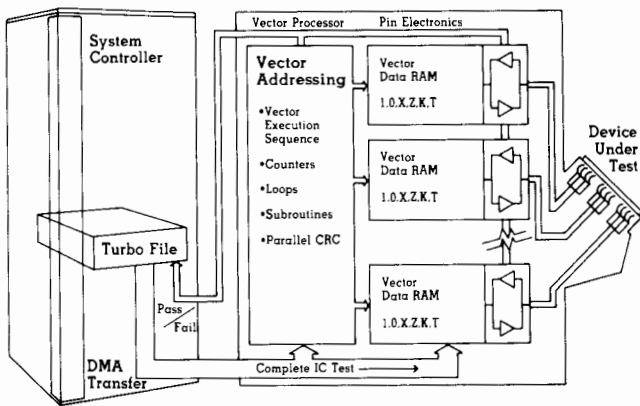 System
Controller
Turbo File
Pass
Fail
DMA
Transfer
Vector Processor
Pin Electronics
Vector
Addressing
•Vector
Execution
Sequence
•Counters
•Loops
•Subroutines
•Parallel CRC
Vector
Data RAM
1.0.X.Z.K.T
Vector
Data RAM
1.0.X.Z.K.T
Vector
Data RAM
1.0.X.Z.K.T
Device
Under
Test
Complete IC Test